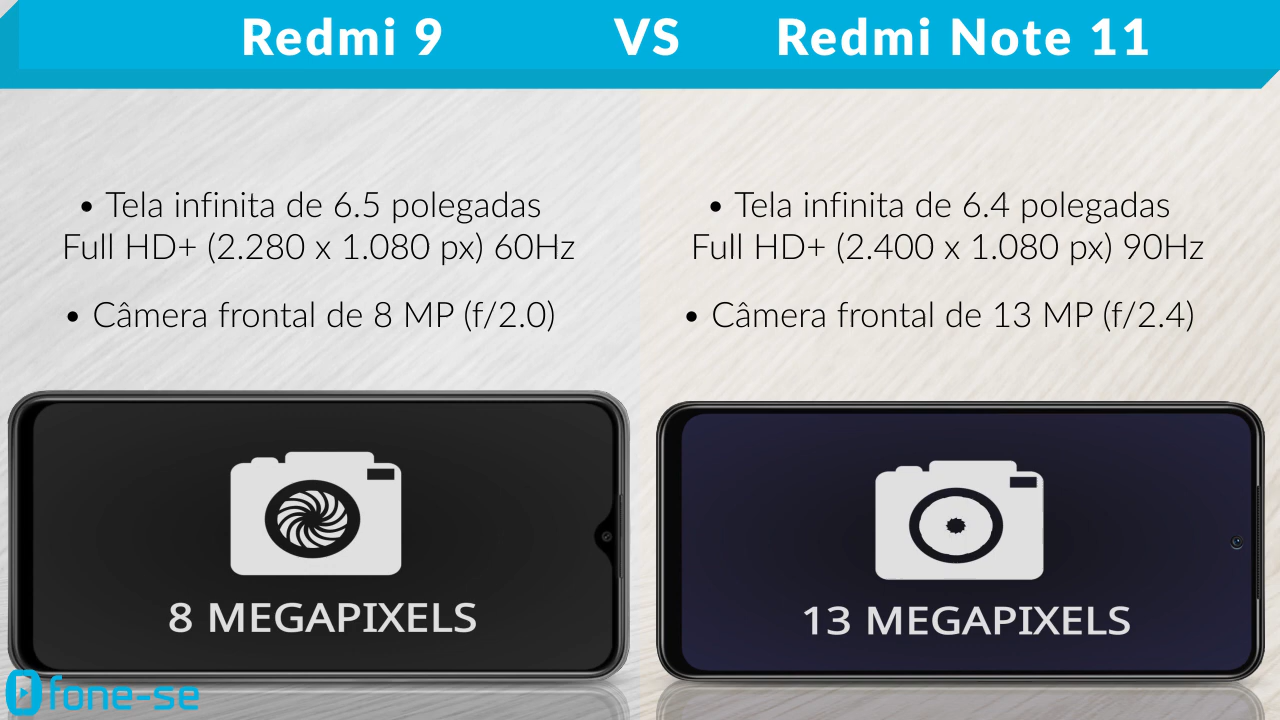 Redmi 9 VS Redmi Note 11
• Tela infinita de 6.5 polegadas
Full HD+ (2.280 x 1.080 px) 60Hz
• Câmera frontal de 8 MP (f/2.0)
• Tela infinita de 6.4 polegadas
Full HD+ (2.400 x 1.080 px) 90Hz
• Câmera frontal de 13 MP (f/2.4)
8 MEGAPIXELS
13 MEGAPIXELS
fone-se